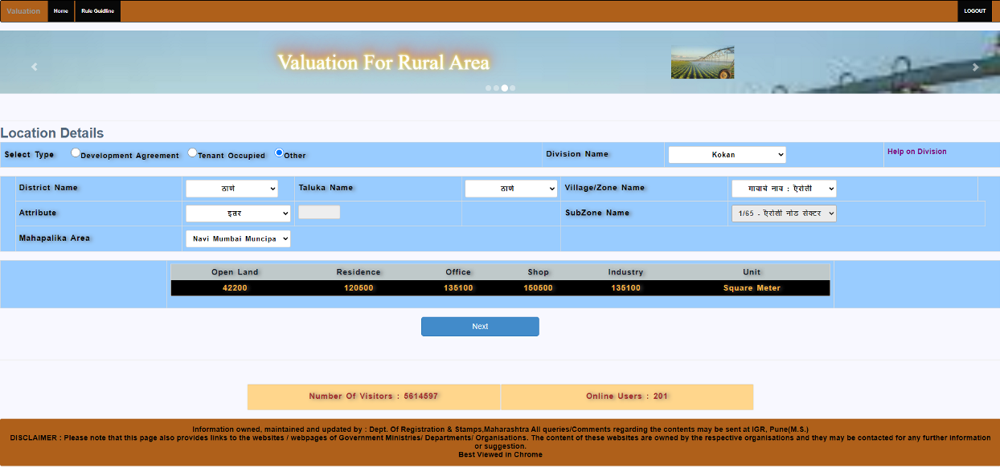 Valuation Home Rule Guidline LOGOUT
Valuation For Rural Area
Location Details
Select Type Development Agreement Tenant Occupied Other Division Name Kokan Help on Division
District Name ठाणे Taluka Name ठाणे Village/Zone Name गावाचे नाव : ऐरोली
Attribute इतर SubZone Name 1/65 - ऐरोली नोड सेक्टर
Mahapalika Area Navi Mumbai Muncipa
Open Land Residence Office Shop Industry Unit
42200 120500 135100 150500 135100 Square Meter
Next
Number Of Visitors : 5614597 Online Users : 201
Information owned, maintained and updated by : Dept. Of Registration & Stamps,Maharashtra All queries/Comments regarding the contents may be sent at IGR, Pune(M.S.)
DISCLAIMER : Please note that this page also provides links to the websites / webpages of Government Ministries/ Departments/ Organisations. The content of these websites are owned by the respective organisations and they may be contacted for any further information
or suggestion.
Best Viewed in Chrome